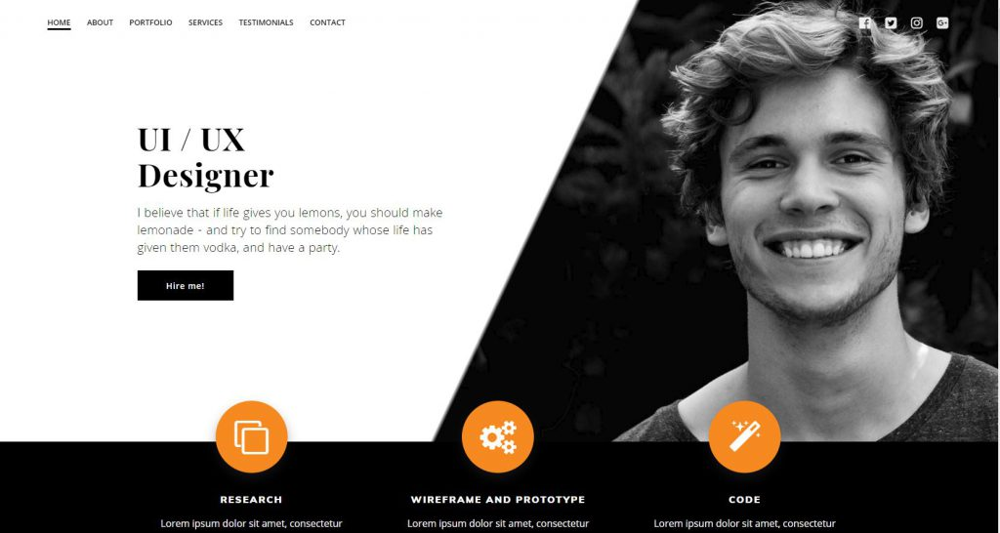 HOME ABOUT PORTFOLIO SERVICES TESTIMONIALS CONTACT
UI / UX
Designer
I believe that if life gives you lemons, you should make
lemonade - and try to find somebody whose life has
given them vodka, and have a party.
Hire me!
RESEARCH
Lorem ipsum dolor sit amet, consectetur
WIREFRAME AND PROTOTYPE
Lorem ipsum dolor sit amet, consectetur
CODE
Lorem ipsum dolor sit amet, consectetur